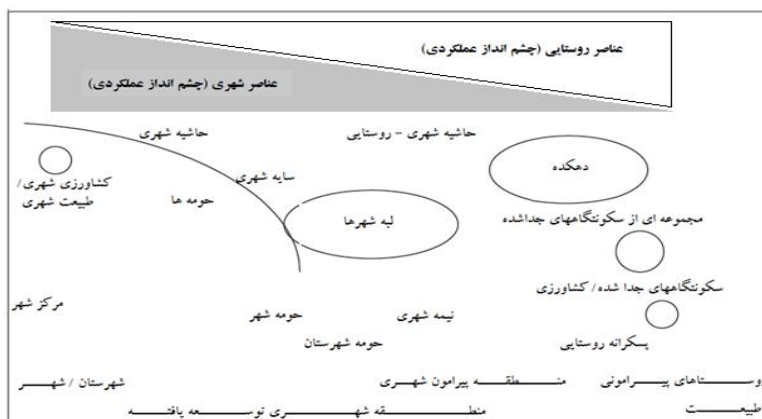 عناصر روستایی (چشم انداز عملکردی)
عناصر شهری (چشم انداز عملکردی)
حاشیه شهری
حاشیه شهری - روستایی
دهکده
سایه شهری
کشاورزی شهری/
طبیعت شهری
حومه ها
لبه شهرها
مجموعه ای از سکونتگاههای جداشده
سکونتگاههای جدا شده/ کشاورزی
مرکز شهر
حومه شهر
نیمه شهری
حومه شهرستان
پسکرانه روستایی
روستاهای پیرامونی
منطقه پیرامون شهری
شهرستان / شهر
طبیعت
منطقه شهری توسعه یافته